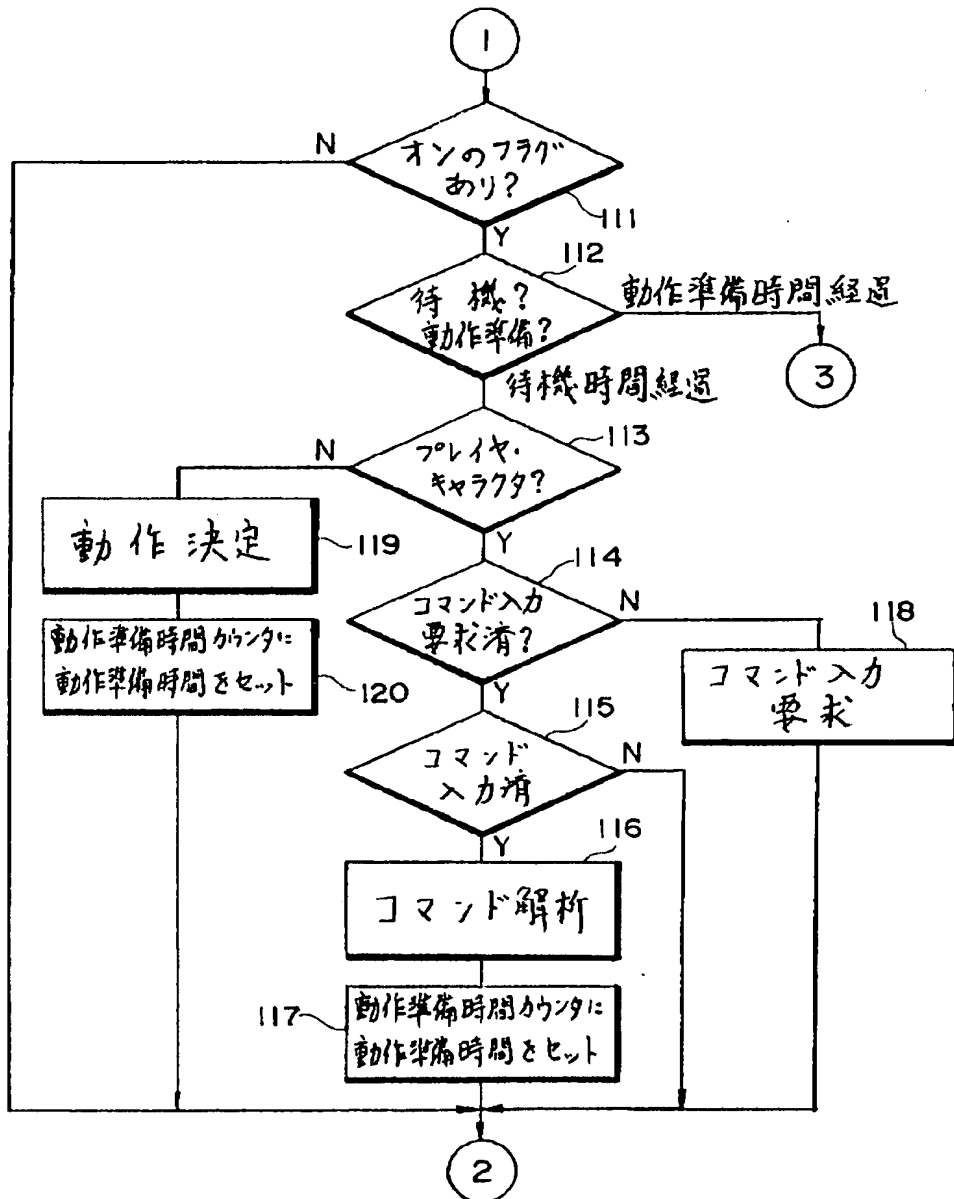 1
N
オンのフラグ
あり?
111
Y
112
待機?
動作準備?
動作準備時間経過
3
待機時間経過
113
N
プレイヤ・
キャラクタ?
動作決定
119
Y
114
コマンド入力
要求済?
N
118
コマンド入力
要求
動作準備時間カウンタに
動作準備時間をセット
120
Y
115
コマンド
入力済
N
Y
116
コマンド解析
117
動作準備時間カウンタに
動作準備時間をセット
2